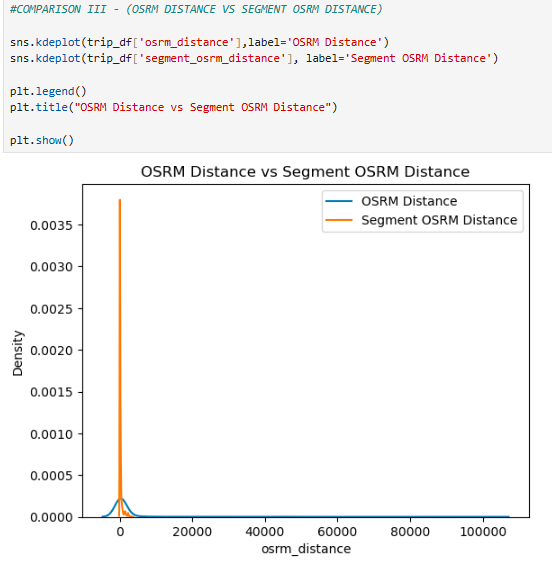 #COMPARISON III - (OSRM DISTANCE VS SEGMENT OSRM DISTANCE)
sns.kdeplot(trip_df['osrm_distance'],label='OSRM Distance')
sns.kdeplot(trip_df['segment_osrm_distance'], label='Segment OSRM Distance')
plt.legend()
plt.title("OSRM Distance vs Segment OSRM Distance")
plt.show()
OSRM Distance vs Segment OSRM Distance
OSRM Distance
Segment OSRM Distance
0.0035
0.0030
0.0025
0.0020
0.0015
0.0010
0.0005
0.0000
Density
0 20000 40000 60000 80000 100000
osrm_distance